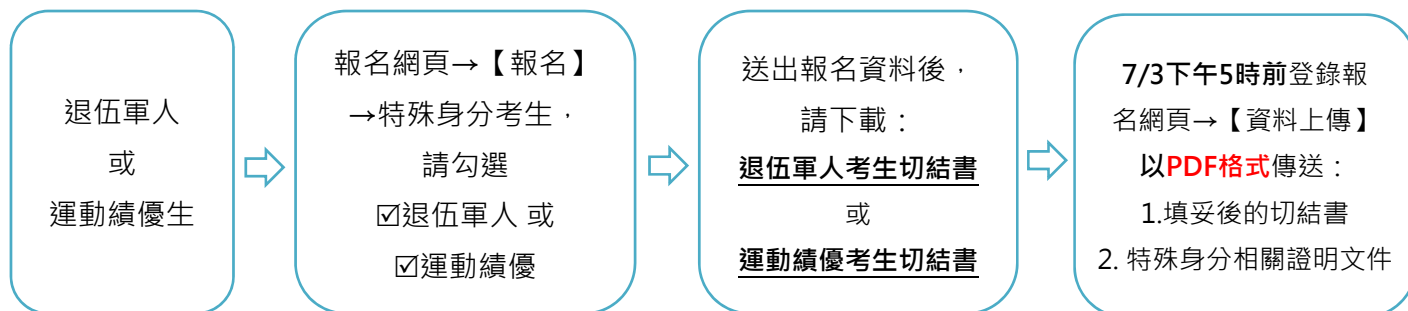 退伍軍人
或
運動績優生
報名網頁→【報名】
→特殊身分考生，
請勾選
☑退伍軍人 或
☑運動績優
送出報名資料後，
請下載：
退伍軍人考生切結書
或
運動績優考生切結書
7/3下午5時前登錄報
名網頁→【資料上傳】
以PDF格式傳送：
1.填妥後的切結書
2. 特殊身分相關證明文件